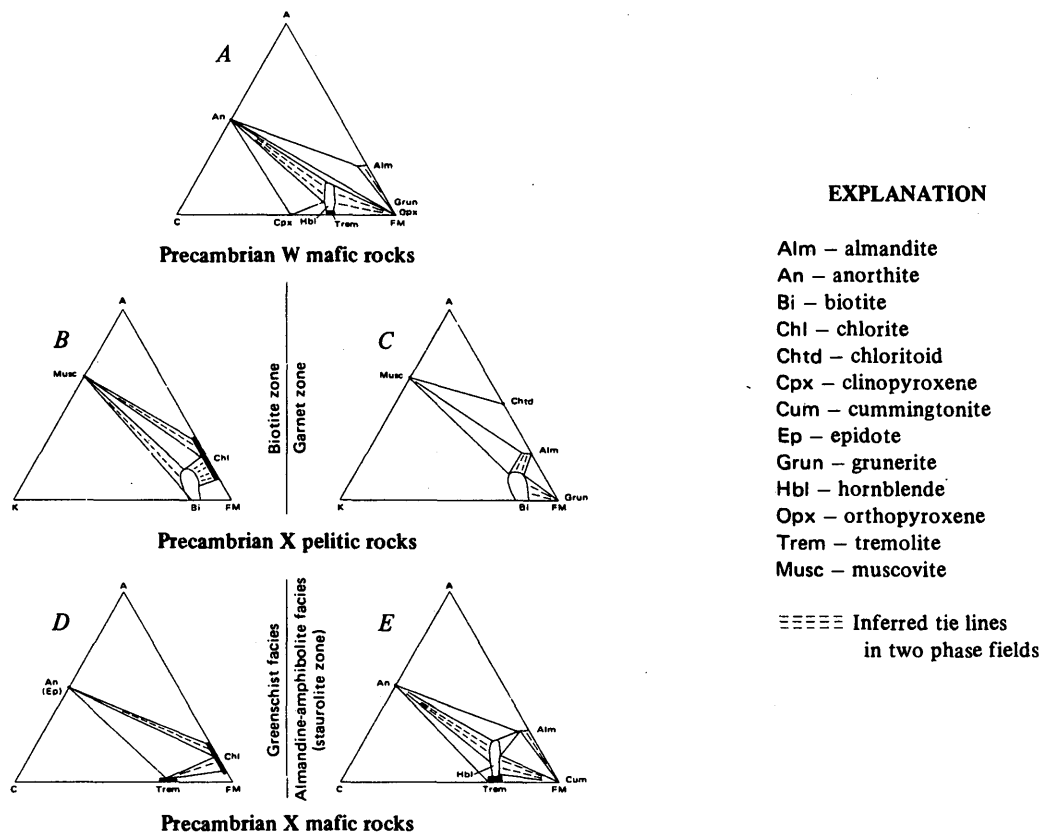 A
A
An
Alm
Grun
Opx
C
Cpx
Hbl
Trem
FM
Precambrian W mafic rocks
B
A
Musc
Chl
K
Bi
FM
Biotite zone
Garnet zone
C
A
Musc
Chtd
Alm
Grun
K
Bi
FM
Precambrian X pelitic rocks
D
A
An
(Ep)
Chl
C
Trem
FM
Greenschist facies
Almandine-amphibolite facies
(staurolite zone)
E
A
An
Alm
Hbl
Cum
C
Trem
FM
Precambrian X mafic rocks
EXPLANATION
Alm – almandite
An – anorthite
Bi – biotite
Chl – chlorite
Chtd – chloritoid
Cpx – clinopyroxene
Cum – cummingtonite
Ep – epidote
Grun – grunerite
Hbl – hornblende
Opx – orthopyroxene
Trem – tremolite
Musc – muscovite
Inferred tie lines
in two phase fields